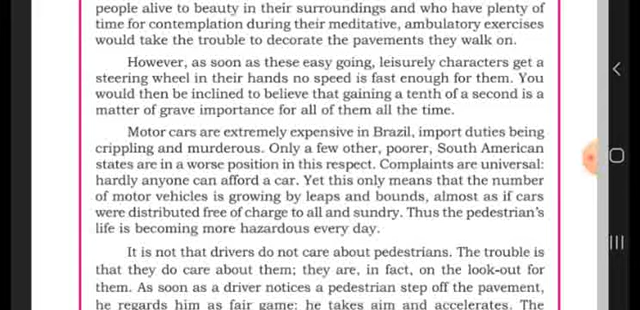 people alive to beauty in their surroundings and who have plenty of
time for contemplation during their meditative, ambulatory exercises
would take the trouble to decorate the pavements they walk on.
However, as soon as these easy going, leisurely characters get a
steering wheel in their hands no speed is fast enough for them. You
would then be inclined to believe that gaining a tenth of a second is a
matter of grave importance for all of them all the time.
Motor cars are extremely expensive in Brazil, import duties being
crippling and murderous. Only a few other, poorer, South American
states are in a worse position in this respect. Complaints are universal:
hardly anyone can afford a car. Yet this only means that the number
of motor vehicles is growing by leaps and bounds, almost as if cars
were distributed free of charge to all and sundry. Thus the pedestrian's
life is becoming more hazardous every day.
It is not that drivers do not care about pedestrians. The trouble is
that they do care about them; they are, in fact, on the look-out for
them. As soon as a driver notices a pedestrian step off the pavement,
he regards him as fair game: he takes aim and accelerates. The